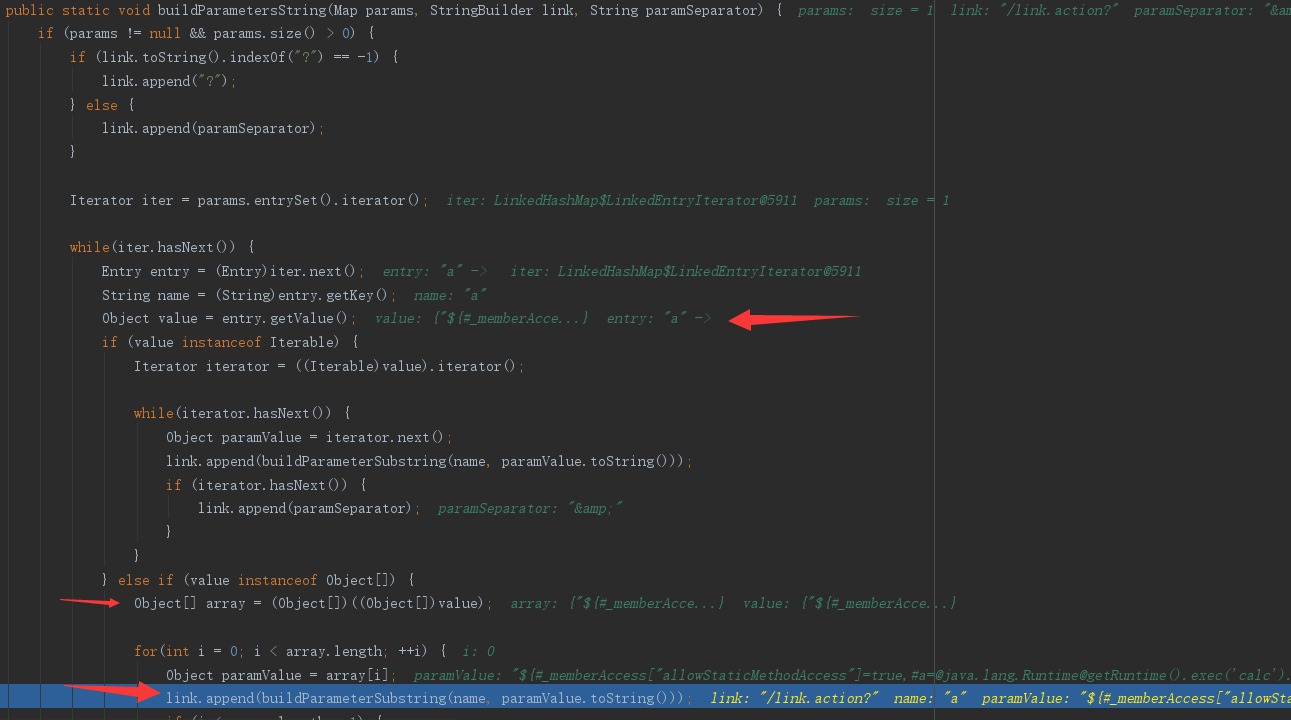 public static void buildParametersString(Map params, StringBuilder link, String paramSeparator) {  params:  size = 1  link: "/link.action?"  paramSeparator: "&am
if (params != null && params.size() > 0) {
if (link.toString().indexOf("?") == -1) {
link.append("?");
} else {
link.append(paramSeparator);
}
Iterator iter = params.entrySet().iterator();  iter: LinkedHashMap$LinkedEntryIterator@5911  params:  size = 1
while(iter.hasNext()) {
Entry entry = (Entry)iter.next();  entry: "a" ->   iter: LinkedHashMap$LinkedEntryIterator@5911
String name = (String)entry.getKey();  name: "a"
Object value = entry.getValue();  value: {"${#_memberAcce...}  entry: "a" ->
if (value instanceof Iterable) {
Iterator iterator = ((Iterable)value).iterator();
while(iterator.hasNext()) {
Object paramValue = iterator.next();
link.append(buildParameterSubstring(name, paramValue.toString()));
if (iterator.hasNext()) {
link.append(paramSeparator);  paramSeparator: "&amp;"
}
}
} else if (value instanceof Object[]) {
Object[] array = (Object[])((Object[])value);  array: {"${#_memberAcce...}  value: {"${#_memberAcce...}
for(int i = 0; i < array.length; ++i) {  i: 0
Object paramValue = array[i];  paramValue: "${#_memberAccess["allowStaticMethodAccess"]=true,#a=@java.lang.Runtime@getRuntime().exec('calc').
link.append(buildParameterSubstring(name, paramValue.toString()));  link: "/link.action?"  name: "a"  paramValue: "${#_memberAccess["allowSta